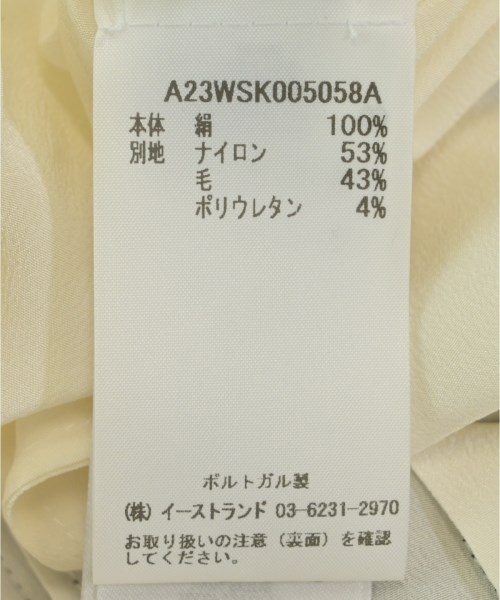 A23WSK005058A
本体 絹 100%
別地 ナイロン 53%
毛 43%
ポリウレタン 4%
ポルトガル製
(株) イーストランド 03-6231-2970
お取り扱いの注意（裏面）を確認
してください。